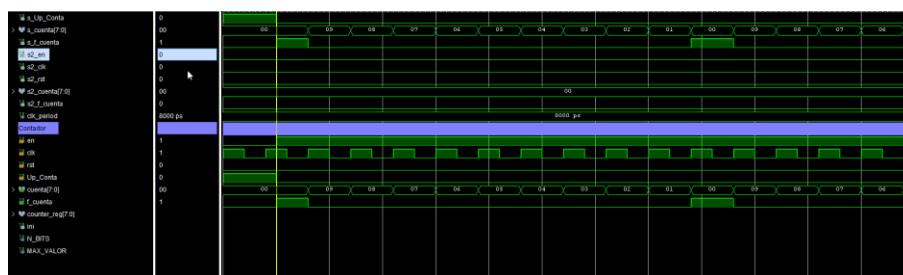 s_Up_Conta 0
s_cuenta[7:0] 00 00 09 08 07 06 05 04 03 02 01 00 09 08 07 06
s_f_cuenta 1
s2_en 0
s2_clk 0
s2_rst 0
s2_cuenta[7:0] 00 00
s2_f_cuenta 0
clk_period 8000 ps 8000 ps
Contador
en 1
clk 1
rst 0
Up_Conta 0
cuenta[7:0] 00 00 09 08 07 06 05 04 03 02 01 00 09 08 07 06
f_cuenta 1
counter_reg[7:0]
ini
N_BITS
MAX_VALOR